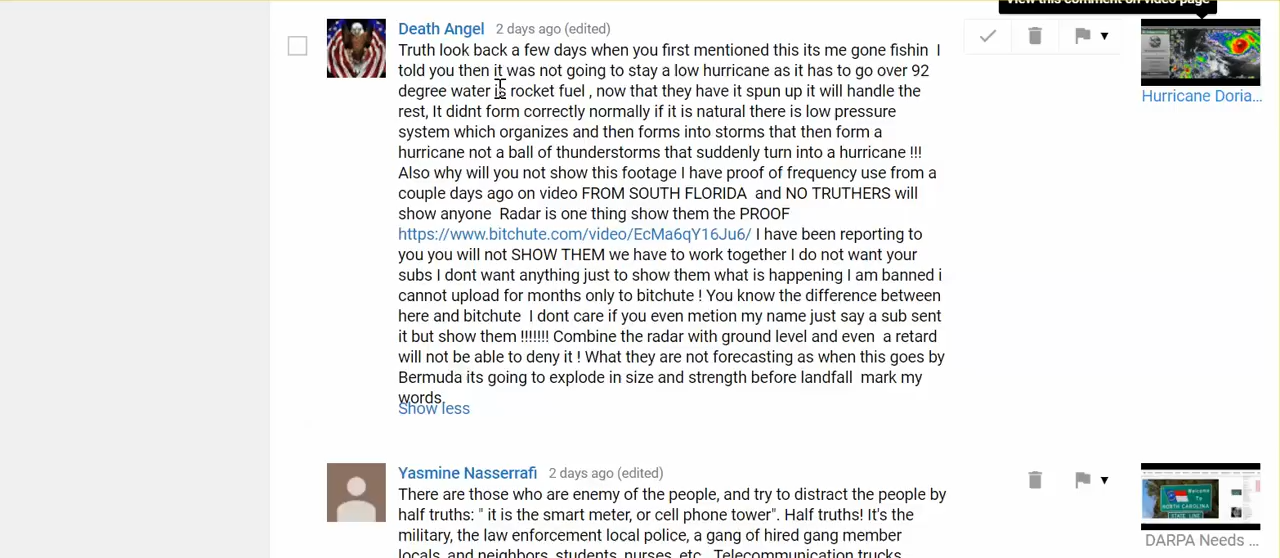 View this comment on video page
Death Angel 2 days ago (edited)
Truth look back a few days when you first mentioned this its me gone fishin I
told you then it was not going to stay a low hurricane as it has to go over 92
degree water is rocket fuel , now that they have it spun up it will handle the
rest, It didnt form correctly normally if it is natural there is low pressure
system which organizes and then forms into storms that then form a
hurricane not a ball of thunderstorms that suddenly turn into a hurricane !!!
Also why will you not show this footage I have proof of frequency use from a
couple days ago on video FROM SOUTH FLORIDA and NO TRUTHERS will
show anyone Radar is one thing show them the PROOF
https://www.bitchute.com/video/EcMa6qY16Ju6/ I have been reporting to
you you will not SHOW THEM we have to work together I do not want your
subs I dont want anything just to show them what is happening I am banned i
cannot upload for months only to bitchute ! You know the difference between
here and bitchute I dont care if you even metion my name just say a sub sent
it but show them !!!!!!! Combine the radar with ground level and even a retard
will not be able to deny it ! What they are not forecasting as when this goes by
Bermuda its going to explode in size and strength before landfall mark my
words
Show less
Hurricane Doria...
Yasmine Nasserrafi 2 days ago (edited)
There are those who are enemy of the people, and try to distract the people by
half truths: " it is the smart meter, or cell phone tower". Half truths! It's the
military, the law enforcement local police, a gang of hired gang member
locals, and neighbors, students, nurses, etc.. Telecommunication trucks
Welcome
To
NORTH CAROLINA
STATE LINE
DARPA Needs ...